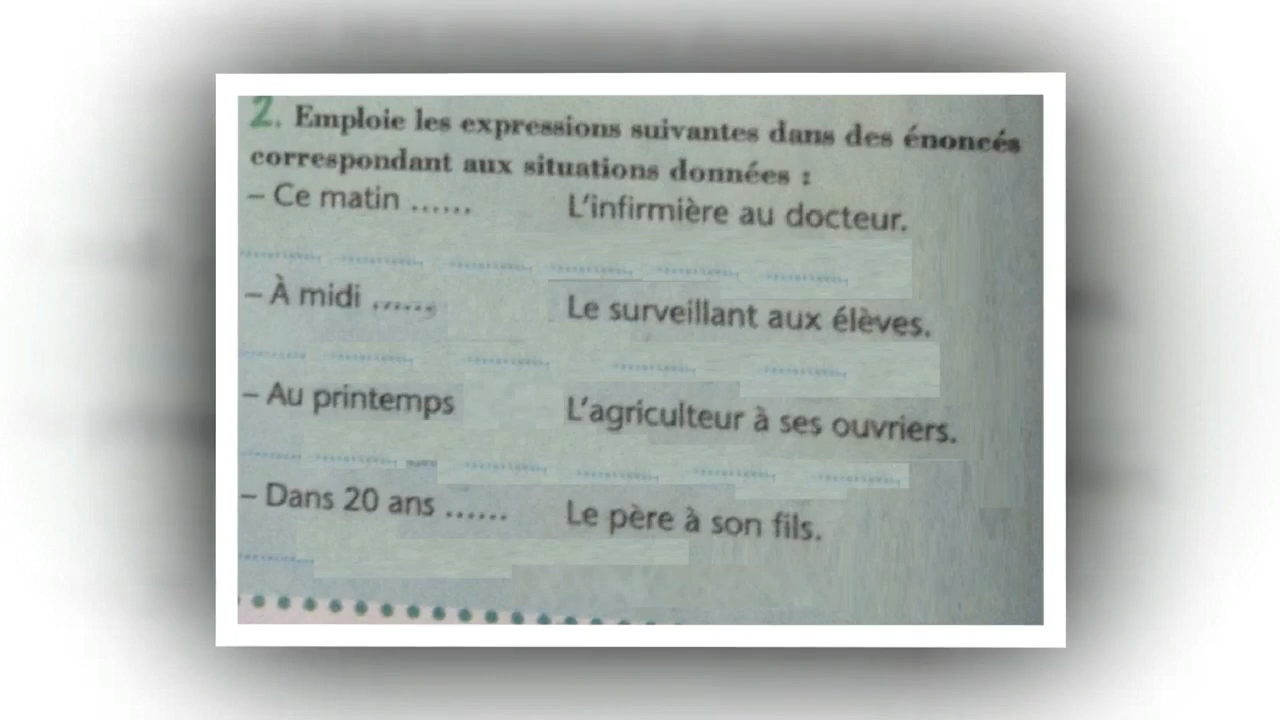 2. Emploie les expressions suivantes dans des énoncés
correspondant aux situations données :
– Ce matin ...... L'infirmière au docteur.
– À midi ...... Le surveillant aux élèves.
– Au printemps L'agriculteur à ses ouvriers.
– Dans 20 ans ...... Le père à son fils.